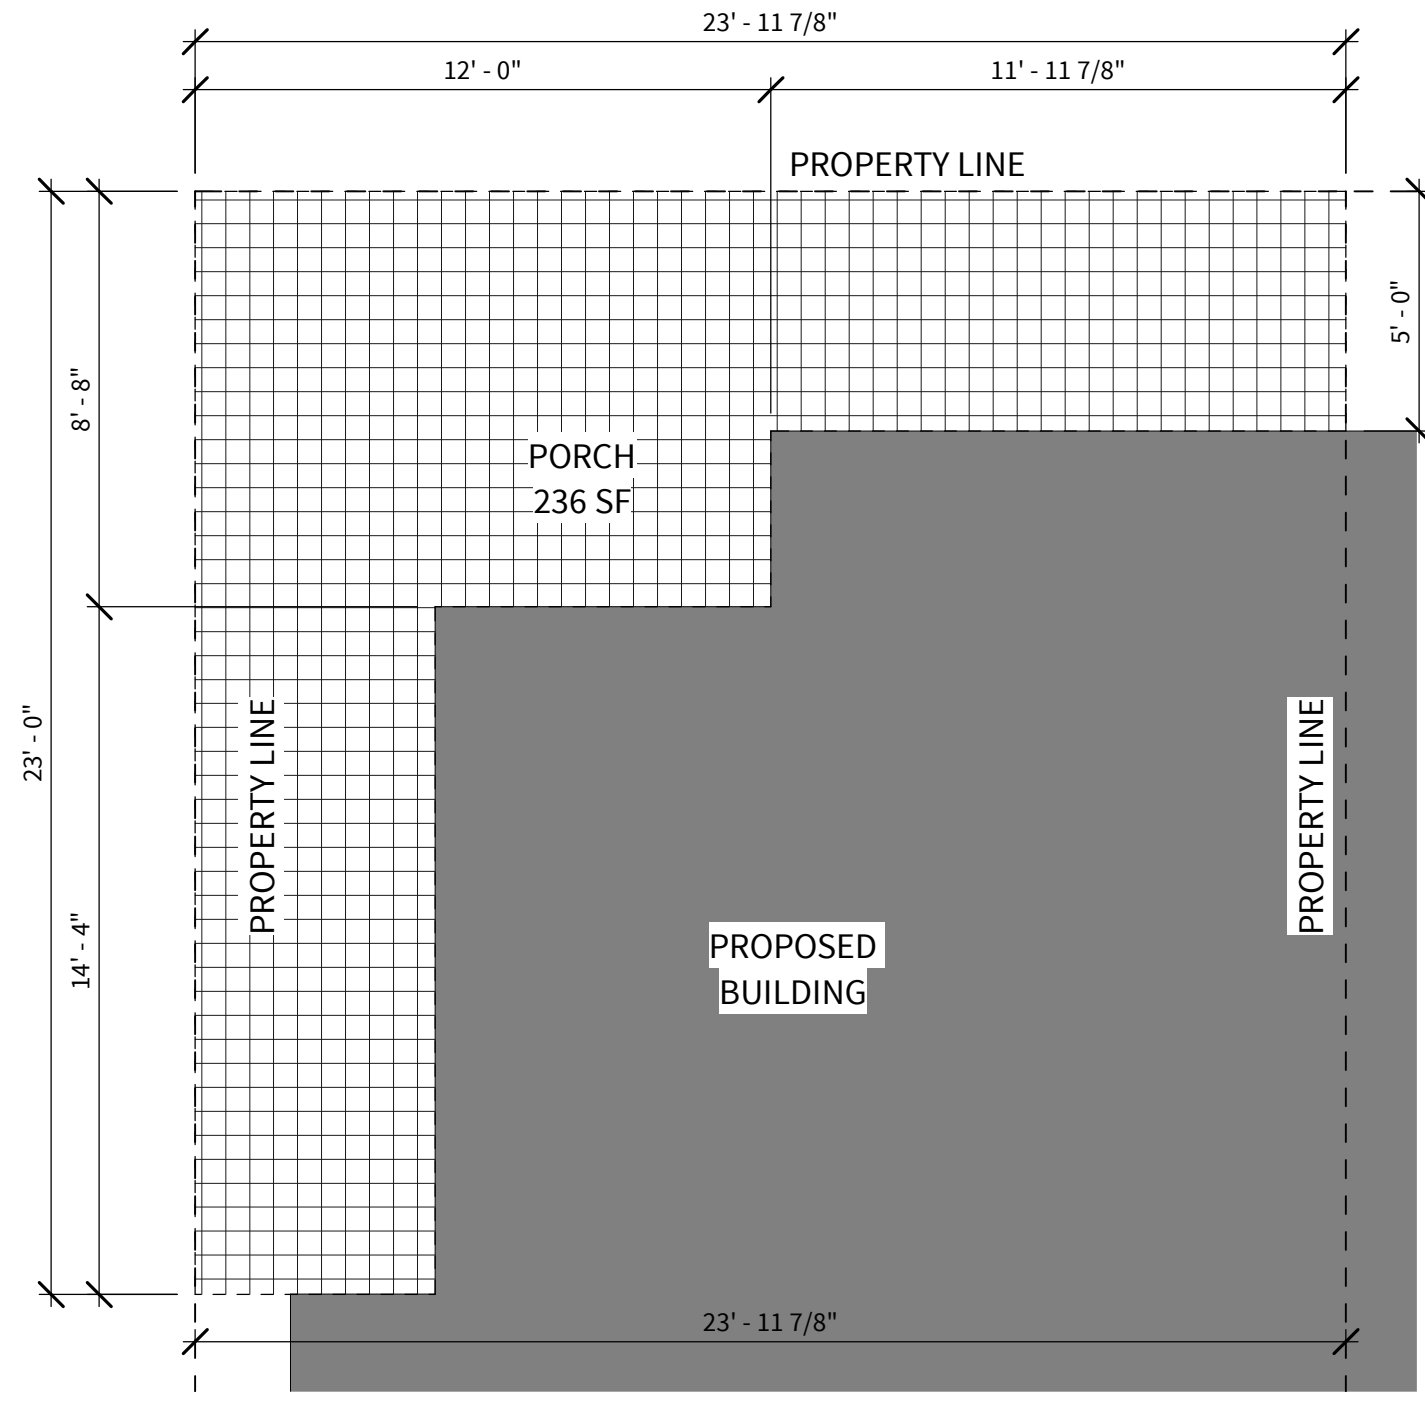 23' - 11 7/8"
12' - 0"
11' - 11 7/8"
PROPERTY LINE
5' - 0"
8' - 8"
PORCH
236 SF
23' - 0"
PROPERTY LINE
PROPERTY LINE
14' - 4"
PROPOSED
BUILDING
23' - 11 7/8"